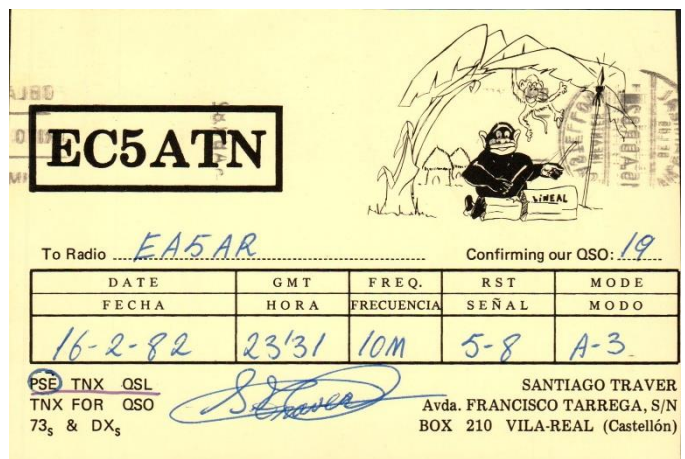 EC5ATN
LiNEAL
To Radio EA5AR Confirming our QSO: 19
DATE GMT FREQ. RST MODE
FECHA HORA FRECUENCIA SEÑAL MODO
16-2-82 23'31 10M 5-8 A-3
PSE TNX QSL
TNX FOR QSO
73s & DXs
S. Traver
SANTIAGO TRAVER
Avda. FRANCISCO TARREGA, S/N
BOX 210 VILA-REAL (Castellón)